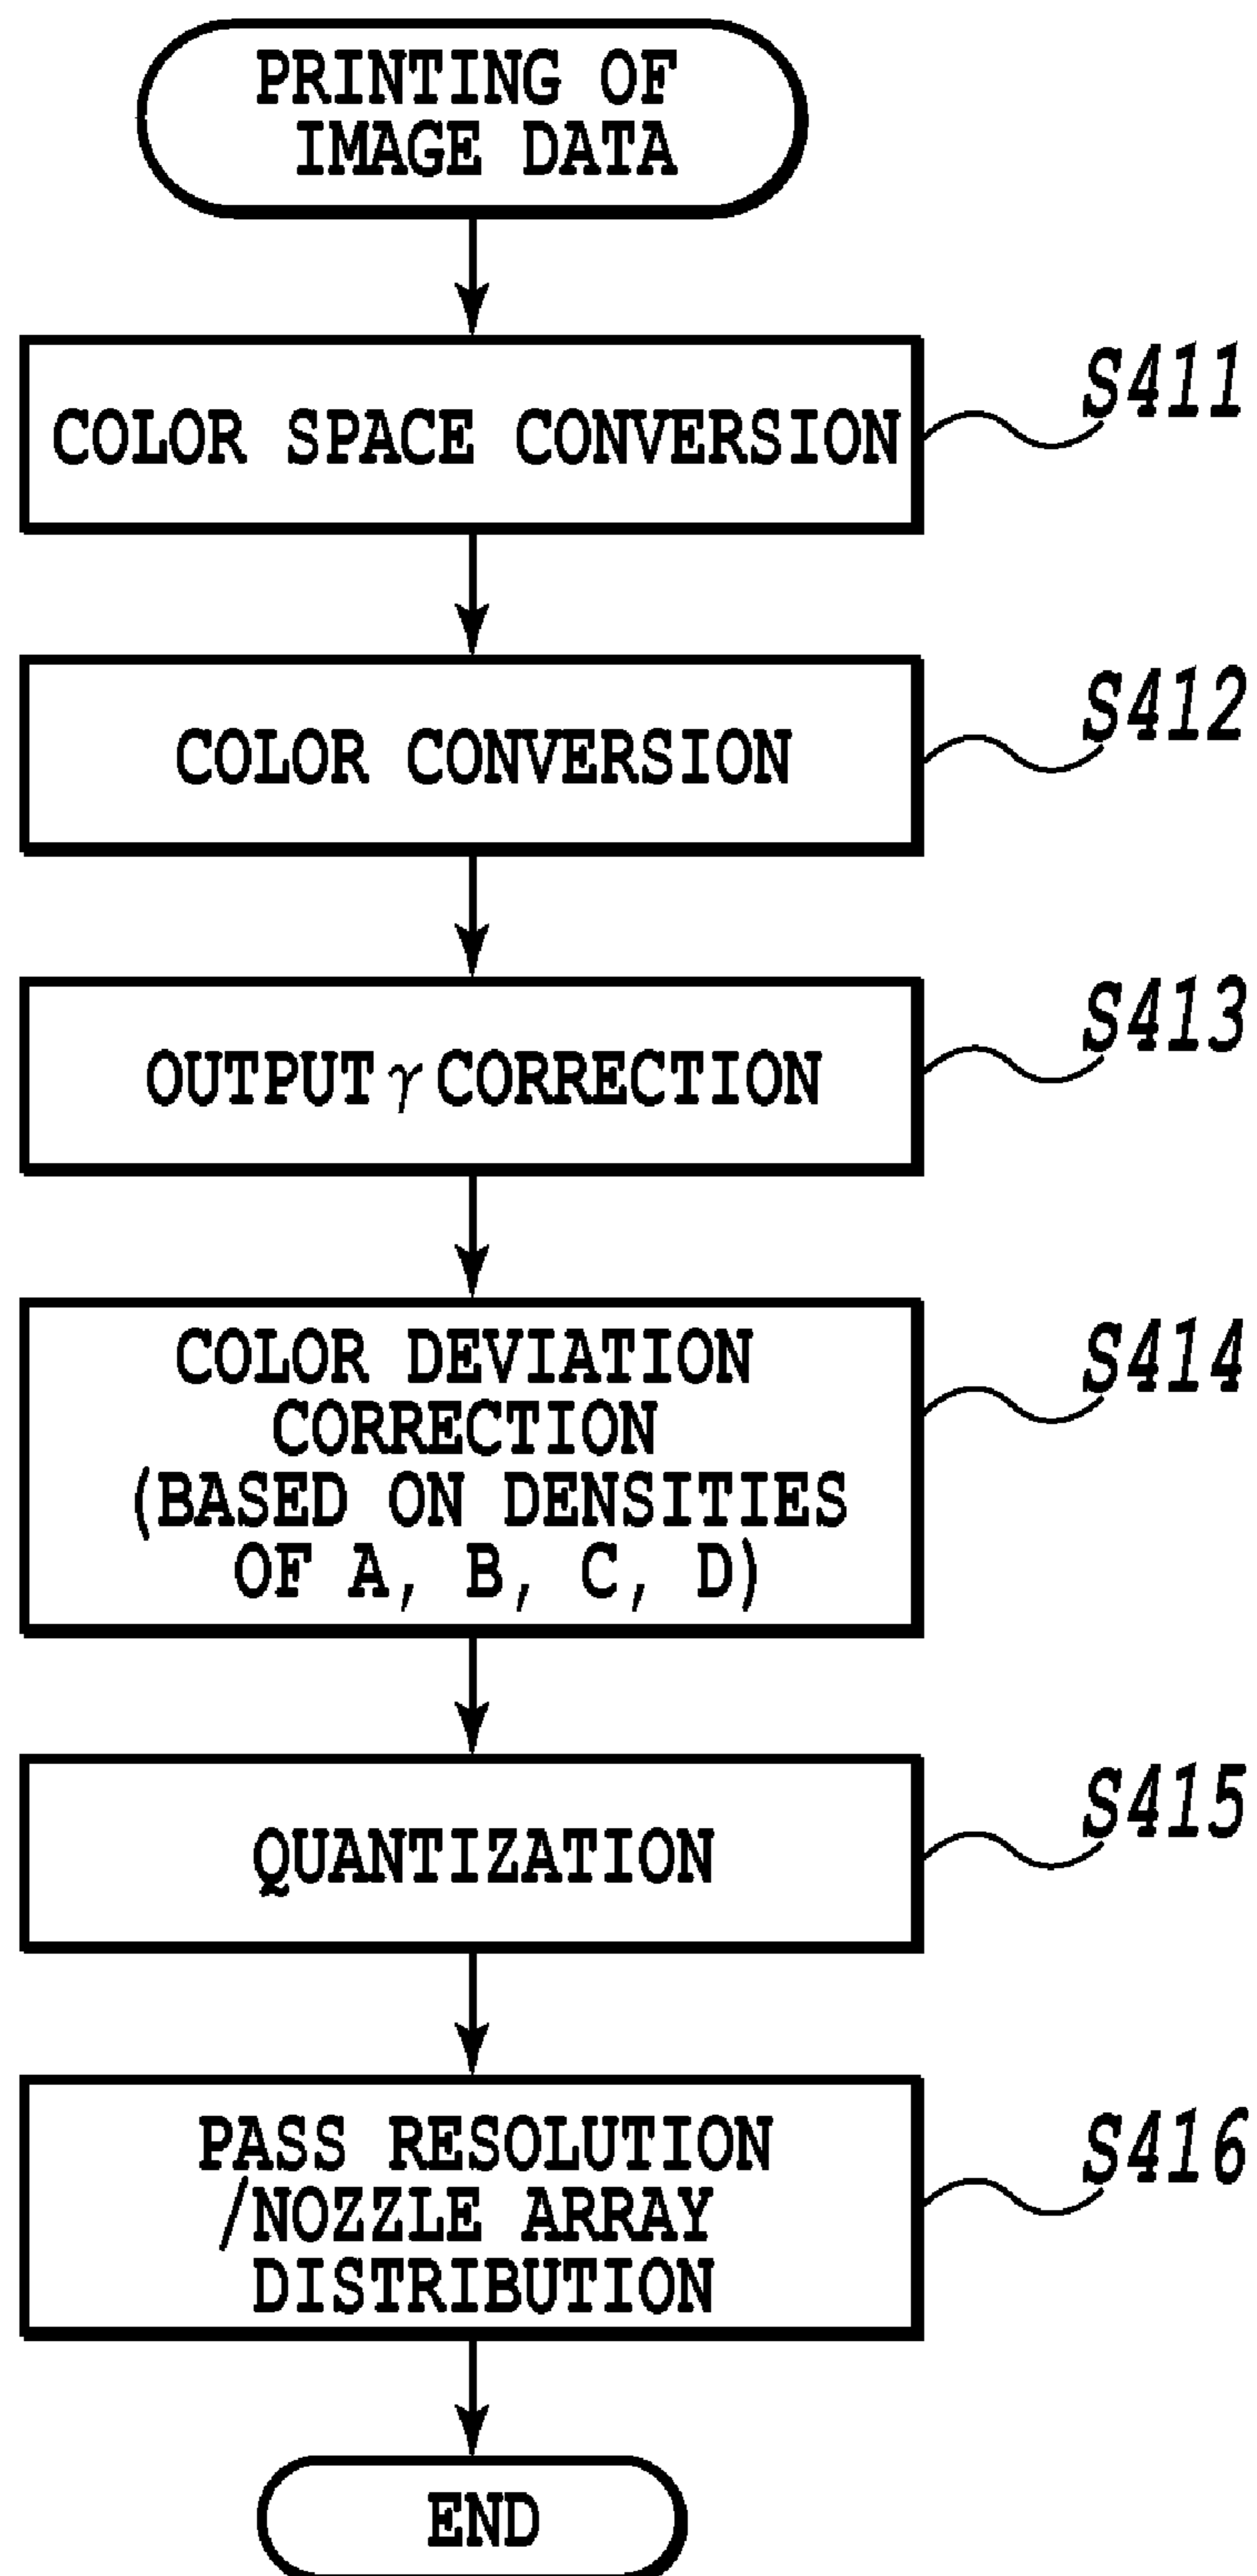 PRINTING OF
IMAGE DATA
COLOR SPACE CONVERSION
S411
COLOR CONVERSION
S412
OUTPUT γ CORRECTION
S413
COLOR DEVIATION
CORRECTION
(BASED ON DENSITIES
OF A, B, C, D)
S414
QUANTIZATION
S415
PASS RESOLUTION
/NOZZLE ARRAY
DISTRIBUTION
S416
END